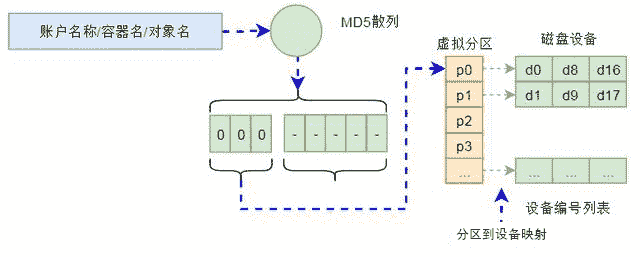 账户名称/容器名/对象名
MD5散列
虚拟分区
磁盘设备
p0
d0 d8 d16
p1
d1 d9 d17
p2
p3
...
... ... ...
0 0 0 - - - - -
设备编号列表
分区到设备映射